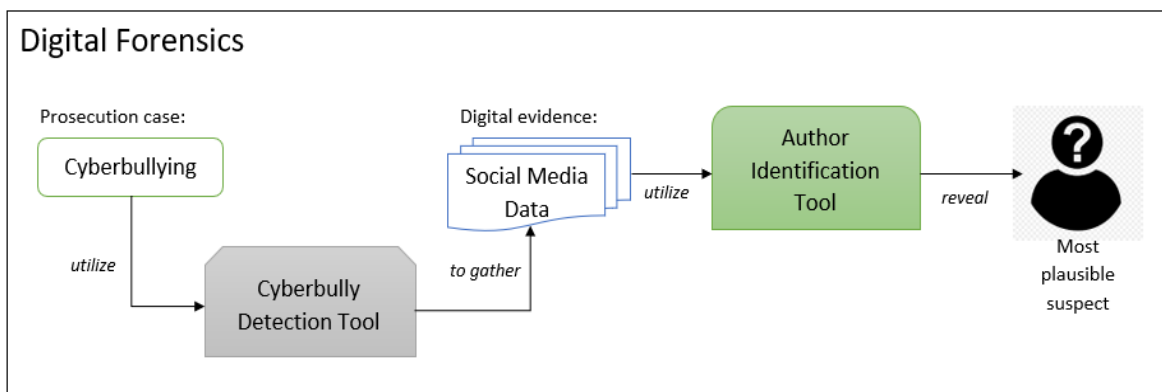 Digital Forensics
Prosecution case:
Cyberbullying
utilize
Cyberbully
Detection Tool
to gather
Digital evidence:
Social Media
Data
utilize
Author
Identification
Tool
reveal
?
Most
plausible
suspect